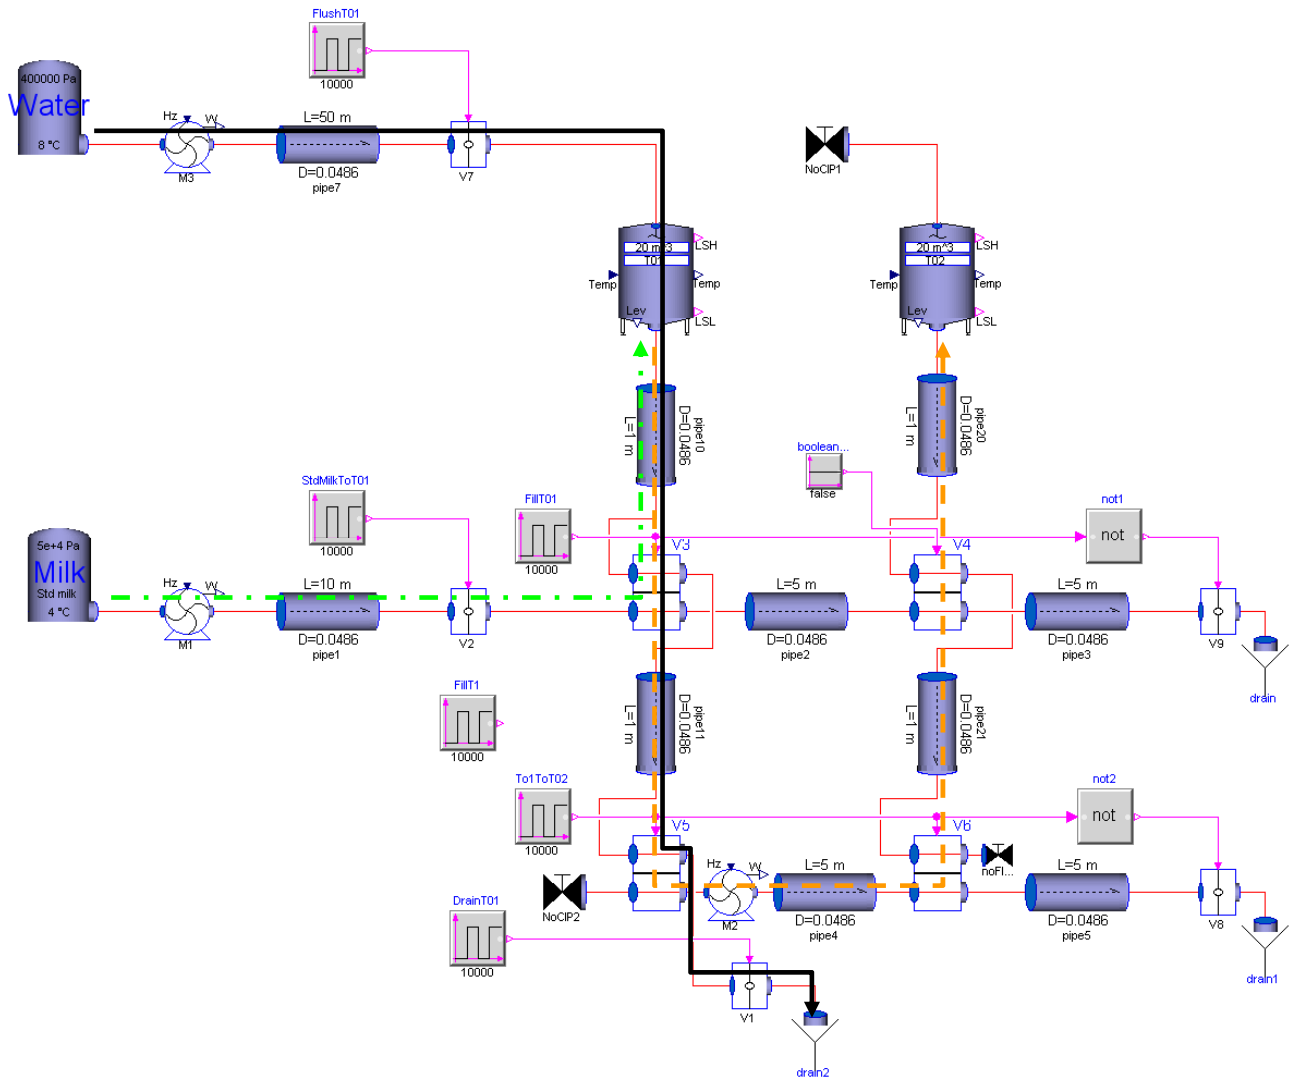 FlushT01
10000
400000 Pa
Water
8 °C
Hz
W
M3
L=50 m
D=0.0486
pipe7
V7
NoCIP1
20 m^3
T01
LSH
Temp
Temp
Lev
LSL
20 m^3
T02
LSH
Temp
Temp
Lev
LSL
pipe10
D=0.0486
L=1 m
pipe20
D=0.0486
L=1 m
boolean...
false
StdMilkToT01
10000
FillT01
10000
not1
not
5e+4 Pa
Milk
Std milk
4 °C
Hz
W
M1
L=10 m
D=0.0486
pipe1
V2
V3
L=5 m
D=0.0486
pipe2
V4
L=5 m
D=0.0486
pipe3
V9
drain
FillT1
10000
pipe11
D=0.0486
L=1 m
pipe21
D=0.0486
L=1 m
To1ToT02
10000
not2
not
V5
V6
NoCIP2
Hz
W
M2
L=5 m
D=0.0486
pipe4
noFl...
L=5 m
D=0.0486
pipe5
V8
drain1
DrainT01
10000
V1
drain2